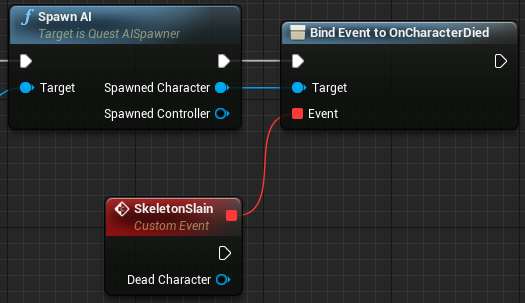 Spawn AI
Target is Quest AISpawner
Target
Spawned Character
Spawned Controller
Bind Event to OnCharacterDied
Target
Event
SkeletonSlain
Custom Event
Dead Character